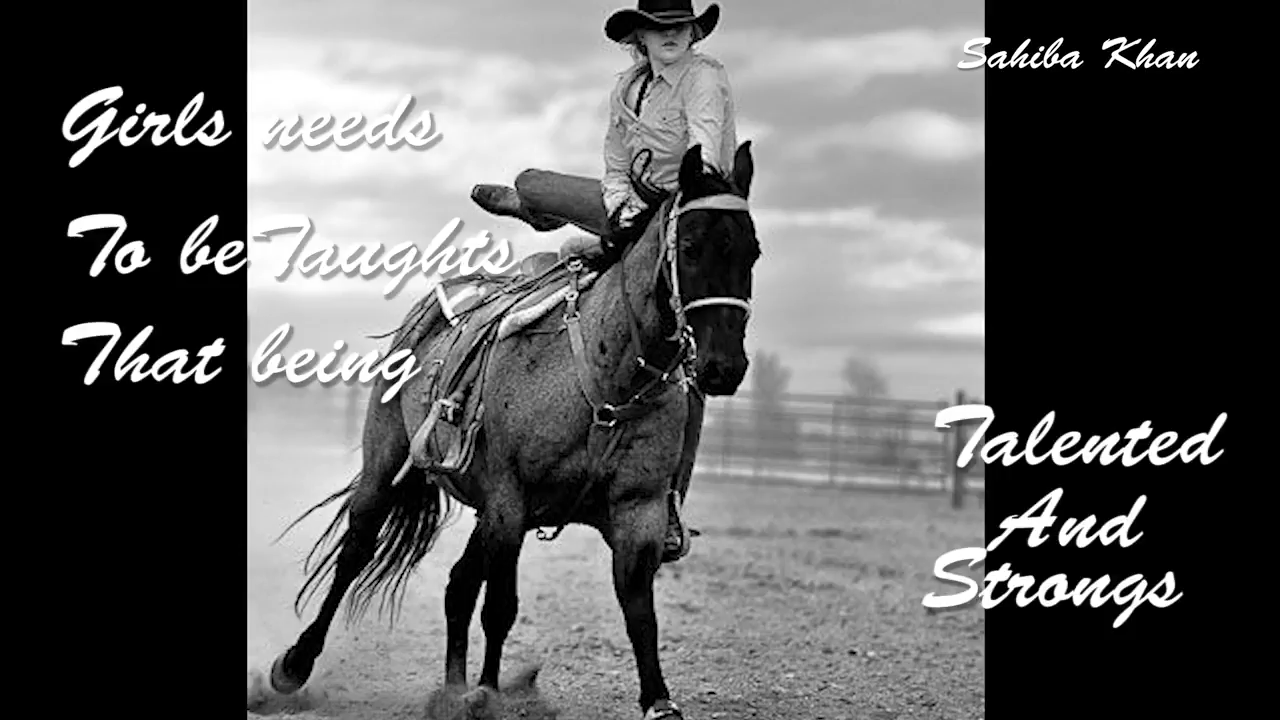 Sahiba Khan
Girls needs
To be Taughts
That being
Talented
And
Strongs